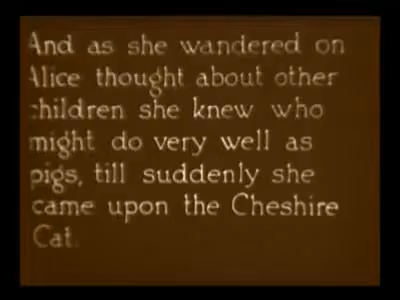 And as she wandered on
Alice thought about other
children she knew who
might do very well as
pigs, till suddenly she
came upon the Cheshire
Cat.